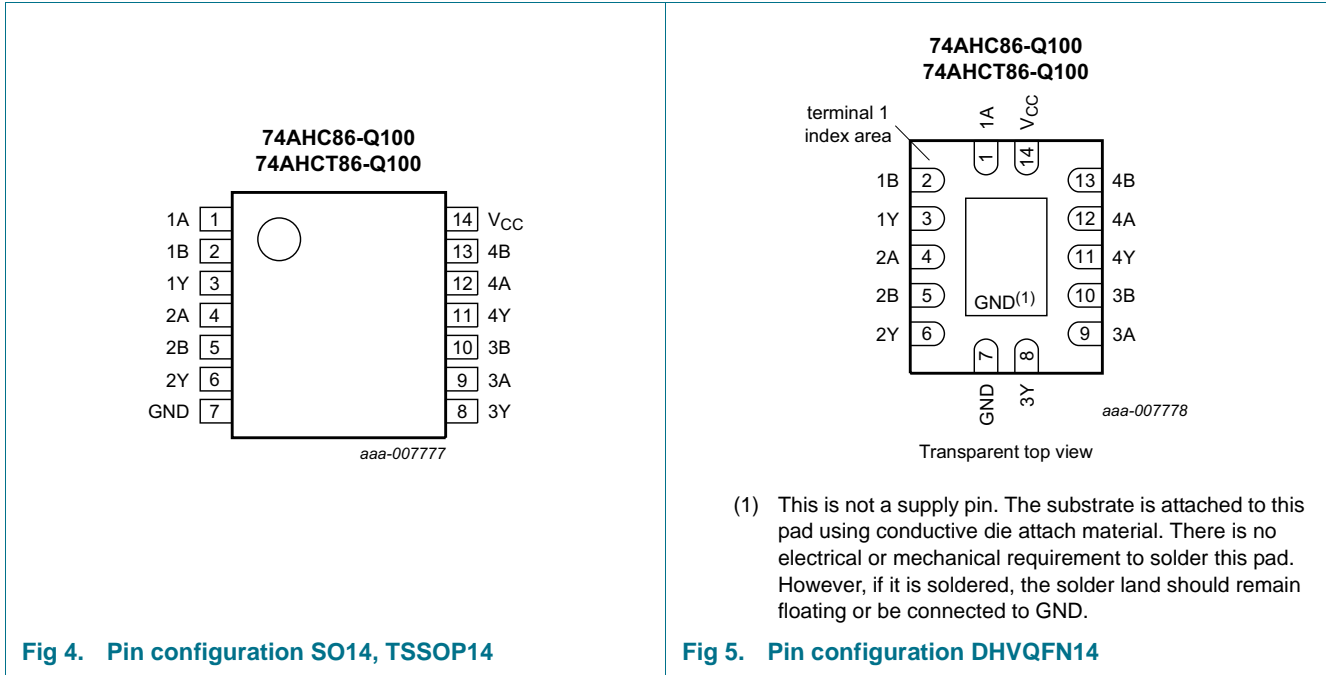 74AHC86-Q100
74AHCT86-Q100
1A 1
1B 2
1Y 3
2A 4
2B 5
2Y 6
GND 7
14 VCC
13 4B
12 4A
11 4Y
10 3B
9 3A
8 3Y
aaa-007777
Fig 4. Pin configuration SO14, TSSOP14
74AHC86-Q100
74AHCT86-Q100
terminal 1
index area
1A
VCC
1
14
1B 2
1Y 3
2A 4
2B 5
2Y 6
13 4B
12 4A
11 4Y
10 3B
9 3A
GND(1)
7
8
GND
3Y
aaa-007778
Transparent top view
(1) This is not a supply pin. The substrate is attached to this
pad using conductive die attach material. There is no
electrical or mechanical requirement to solder this pad.
However, if it is soldered, the solder land should remain
floating or be connected to GND.
Fig 5. Pin configuration DHVQFN14